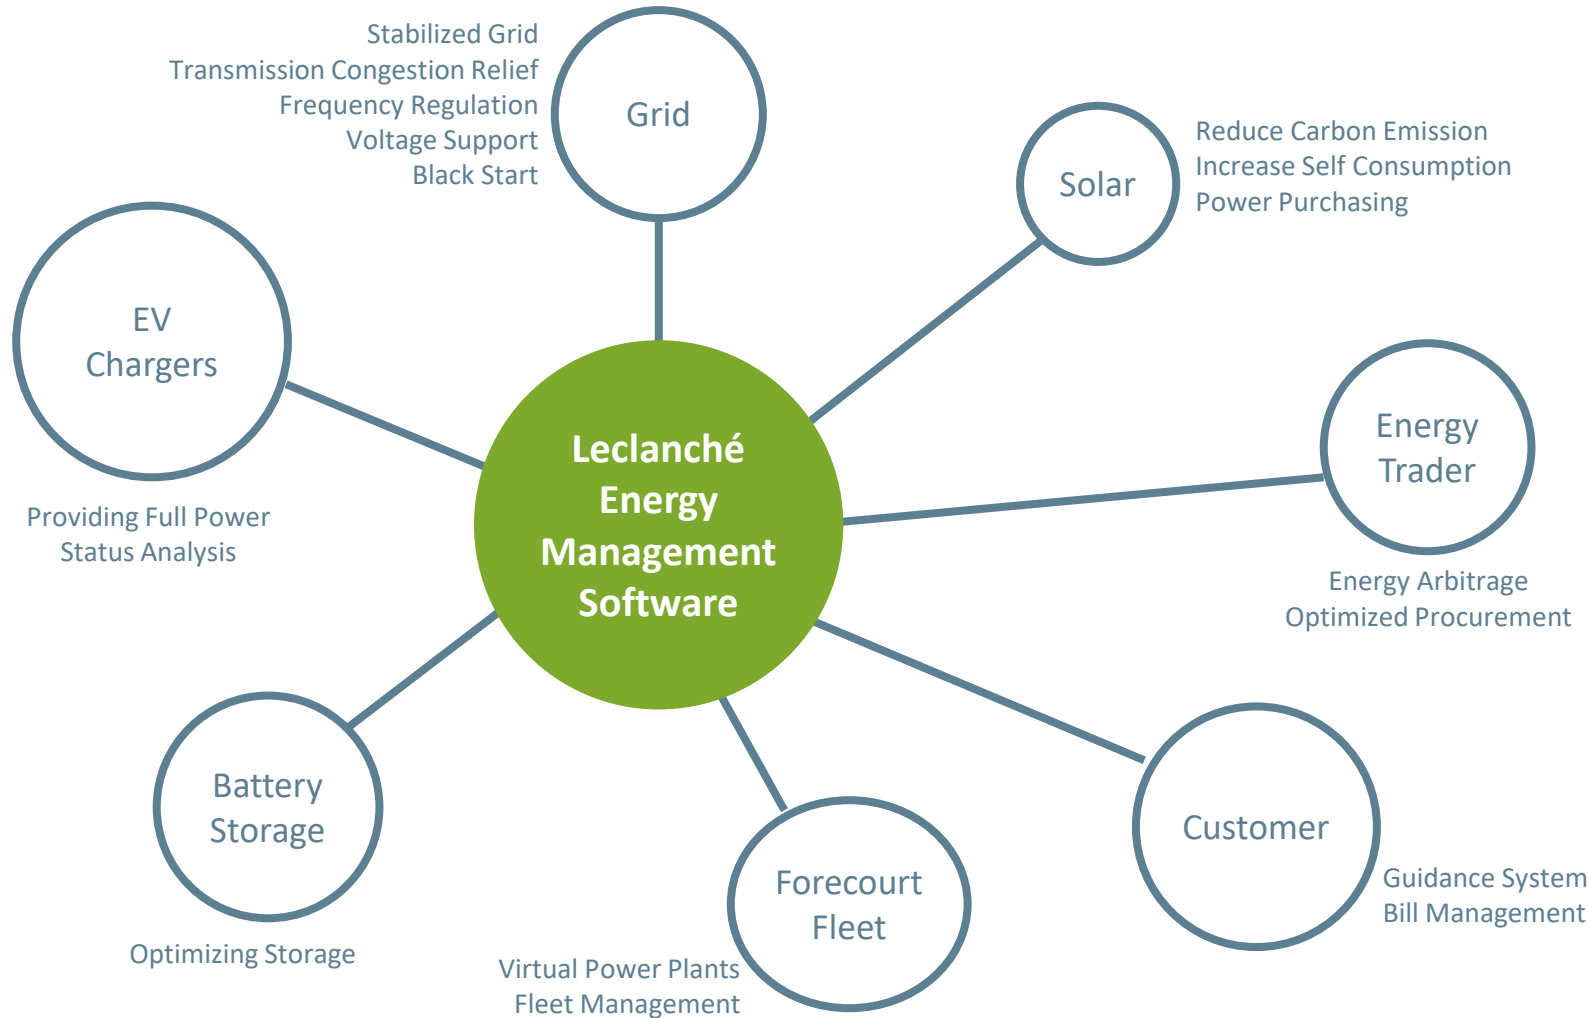 Stabilized Grid
Transmission Congestion Relief
Frequency Regulation
Voltage Support
Black Start
Grid
Solar
Reduce Carbon Emission
Increase Self Consumption
Power Purchasing
EV
Chargers
Providing Full Power
Status Analysis
Leclanché
Energy
Management
Software
Energy
Trader
Energy Arbitrage
Optimized Procurement
Battery
Storage
Optimizing Storage
Forecourt
Fleet
Virtual Power Plants
Fleet Management
Customer
Guidance System
Bill Management